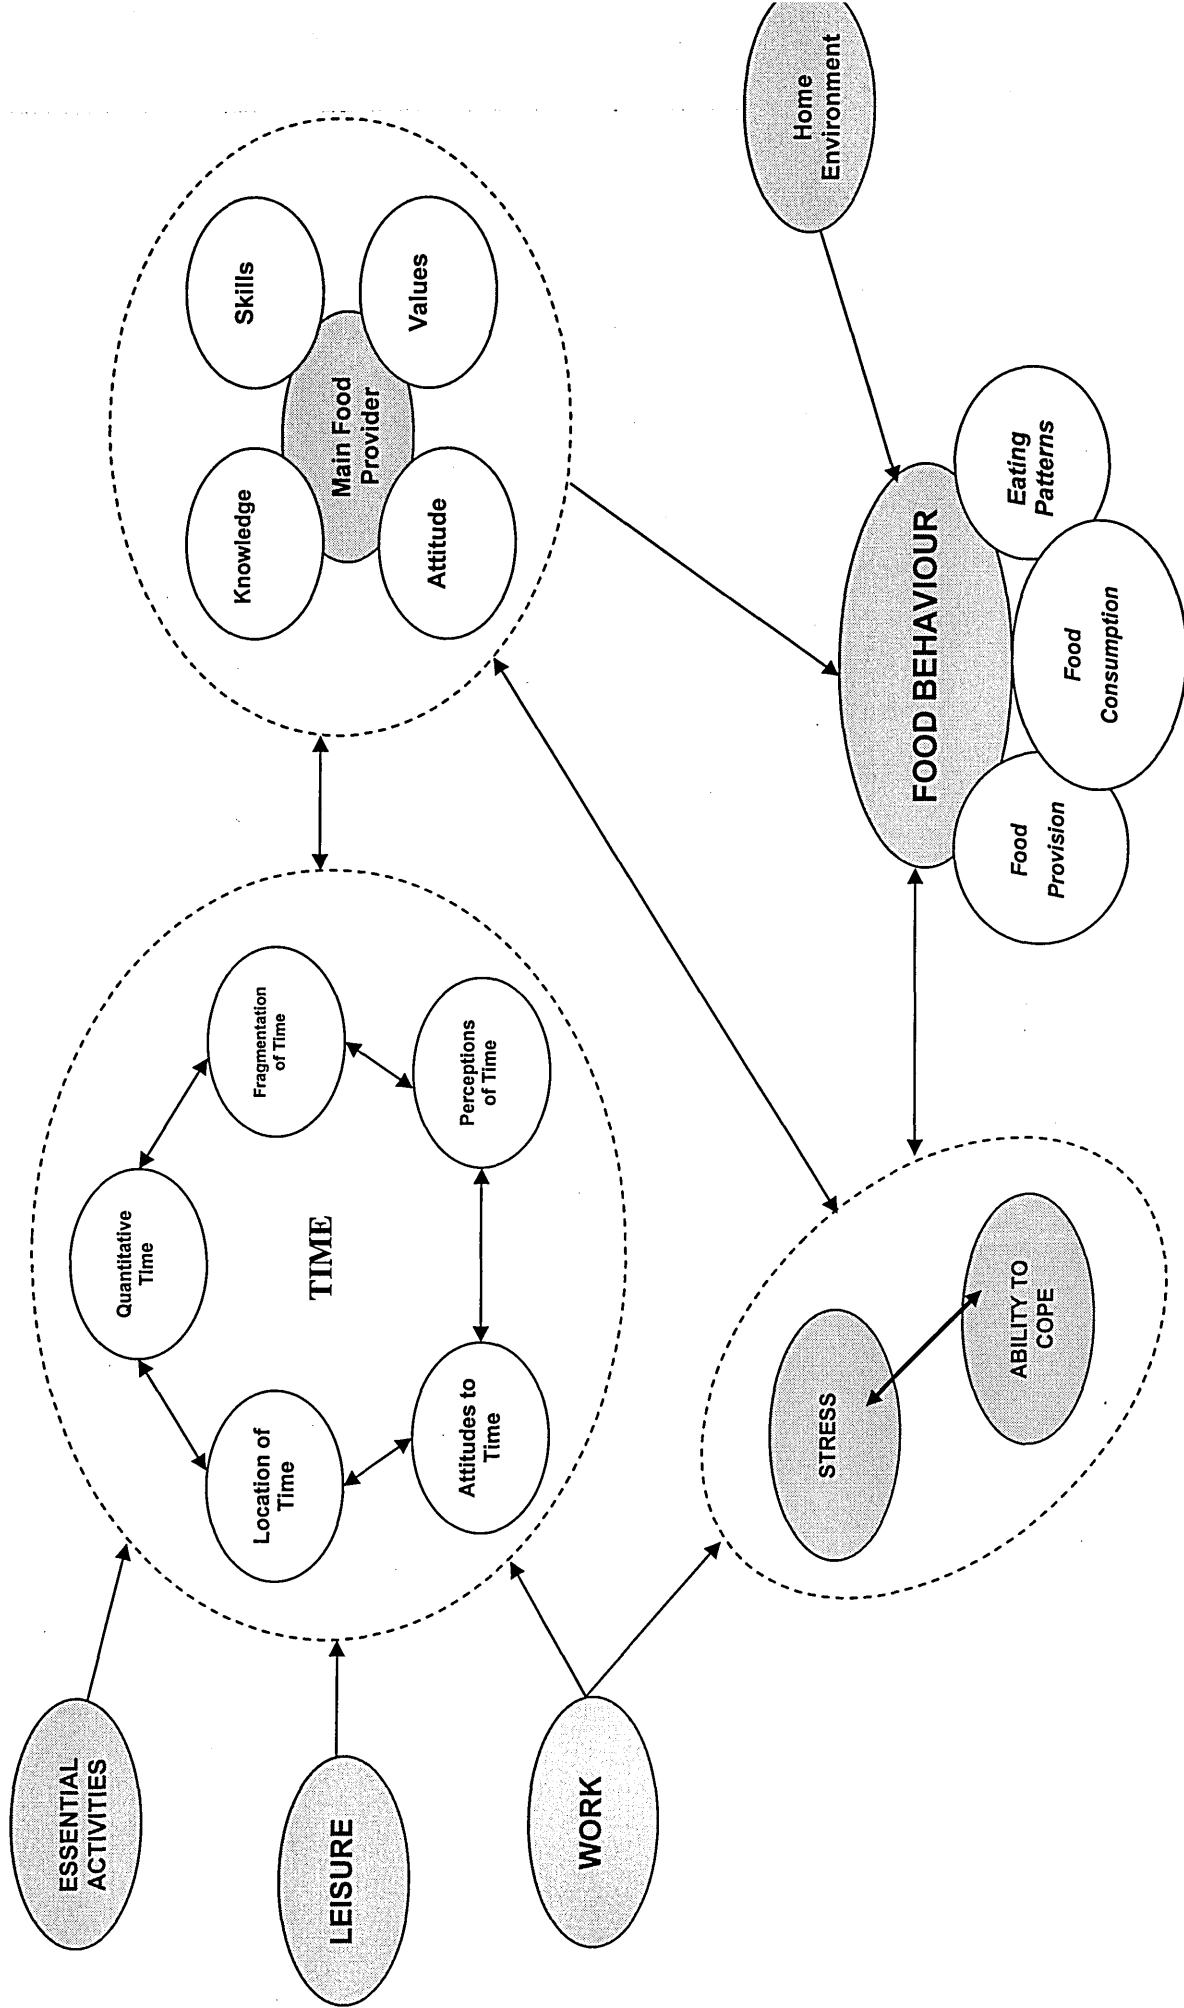 ESSENTIAL
ACTIVITIES
LEISURE
WORK
Quantitative
Time
Location of
Time
Fragmentation
of Time
TIME
Attitudes to
Time
Perceptions
of Time
Knowledge
Skills
Main Food
Provider
Attitude
Values
STRESS
ABILITY TO
COPE
FOOD BEHAVIOUR
Food
Provision
Food
Consumption
Eating
Patterns
Home
Environment